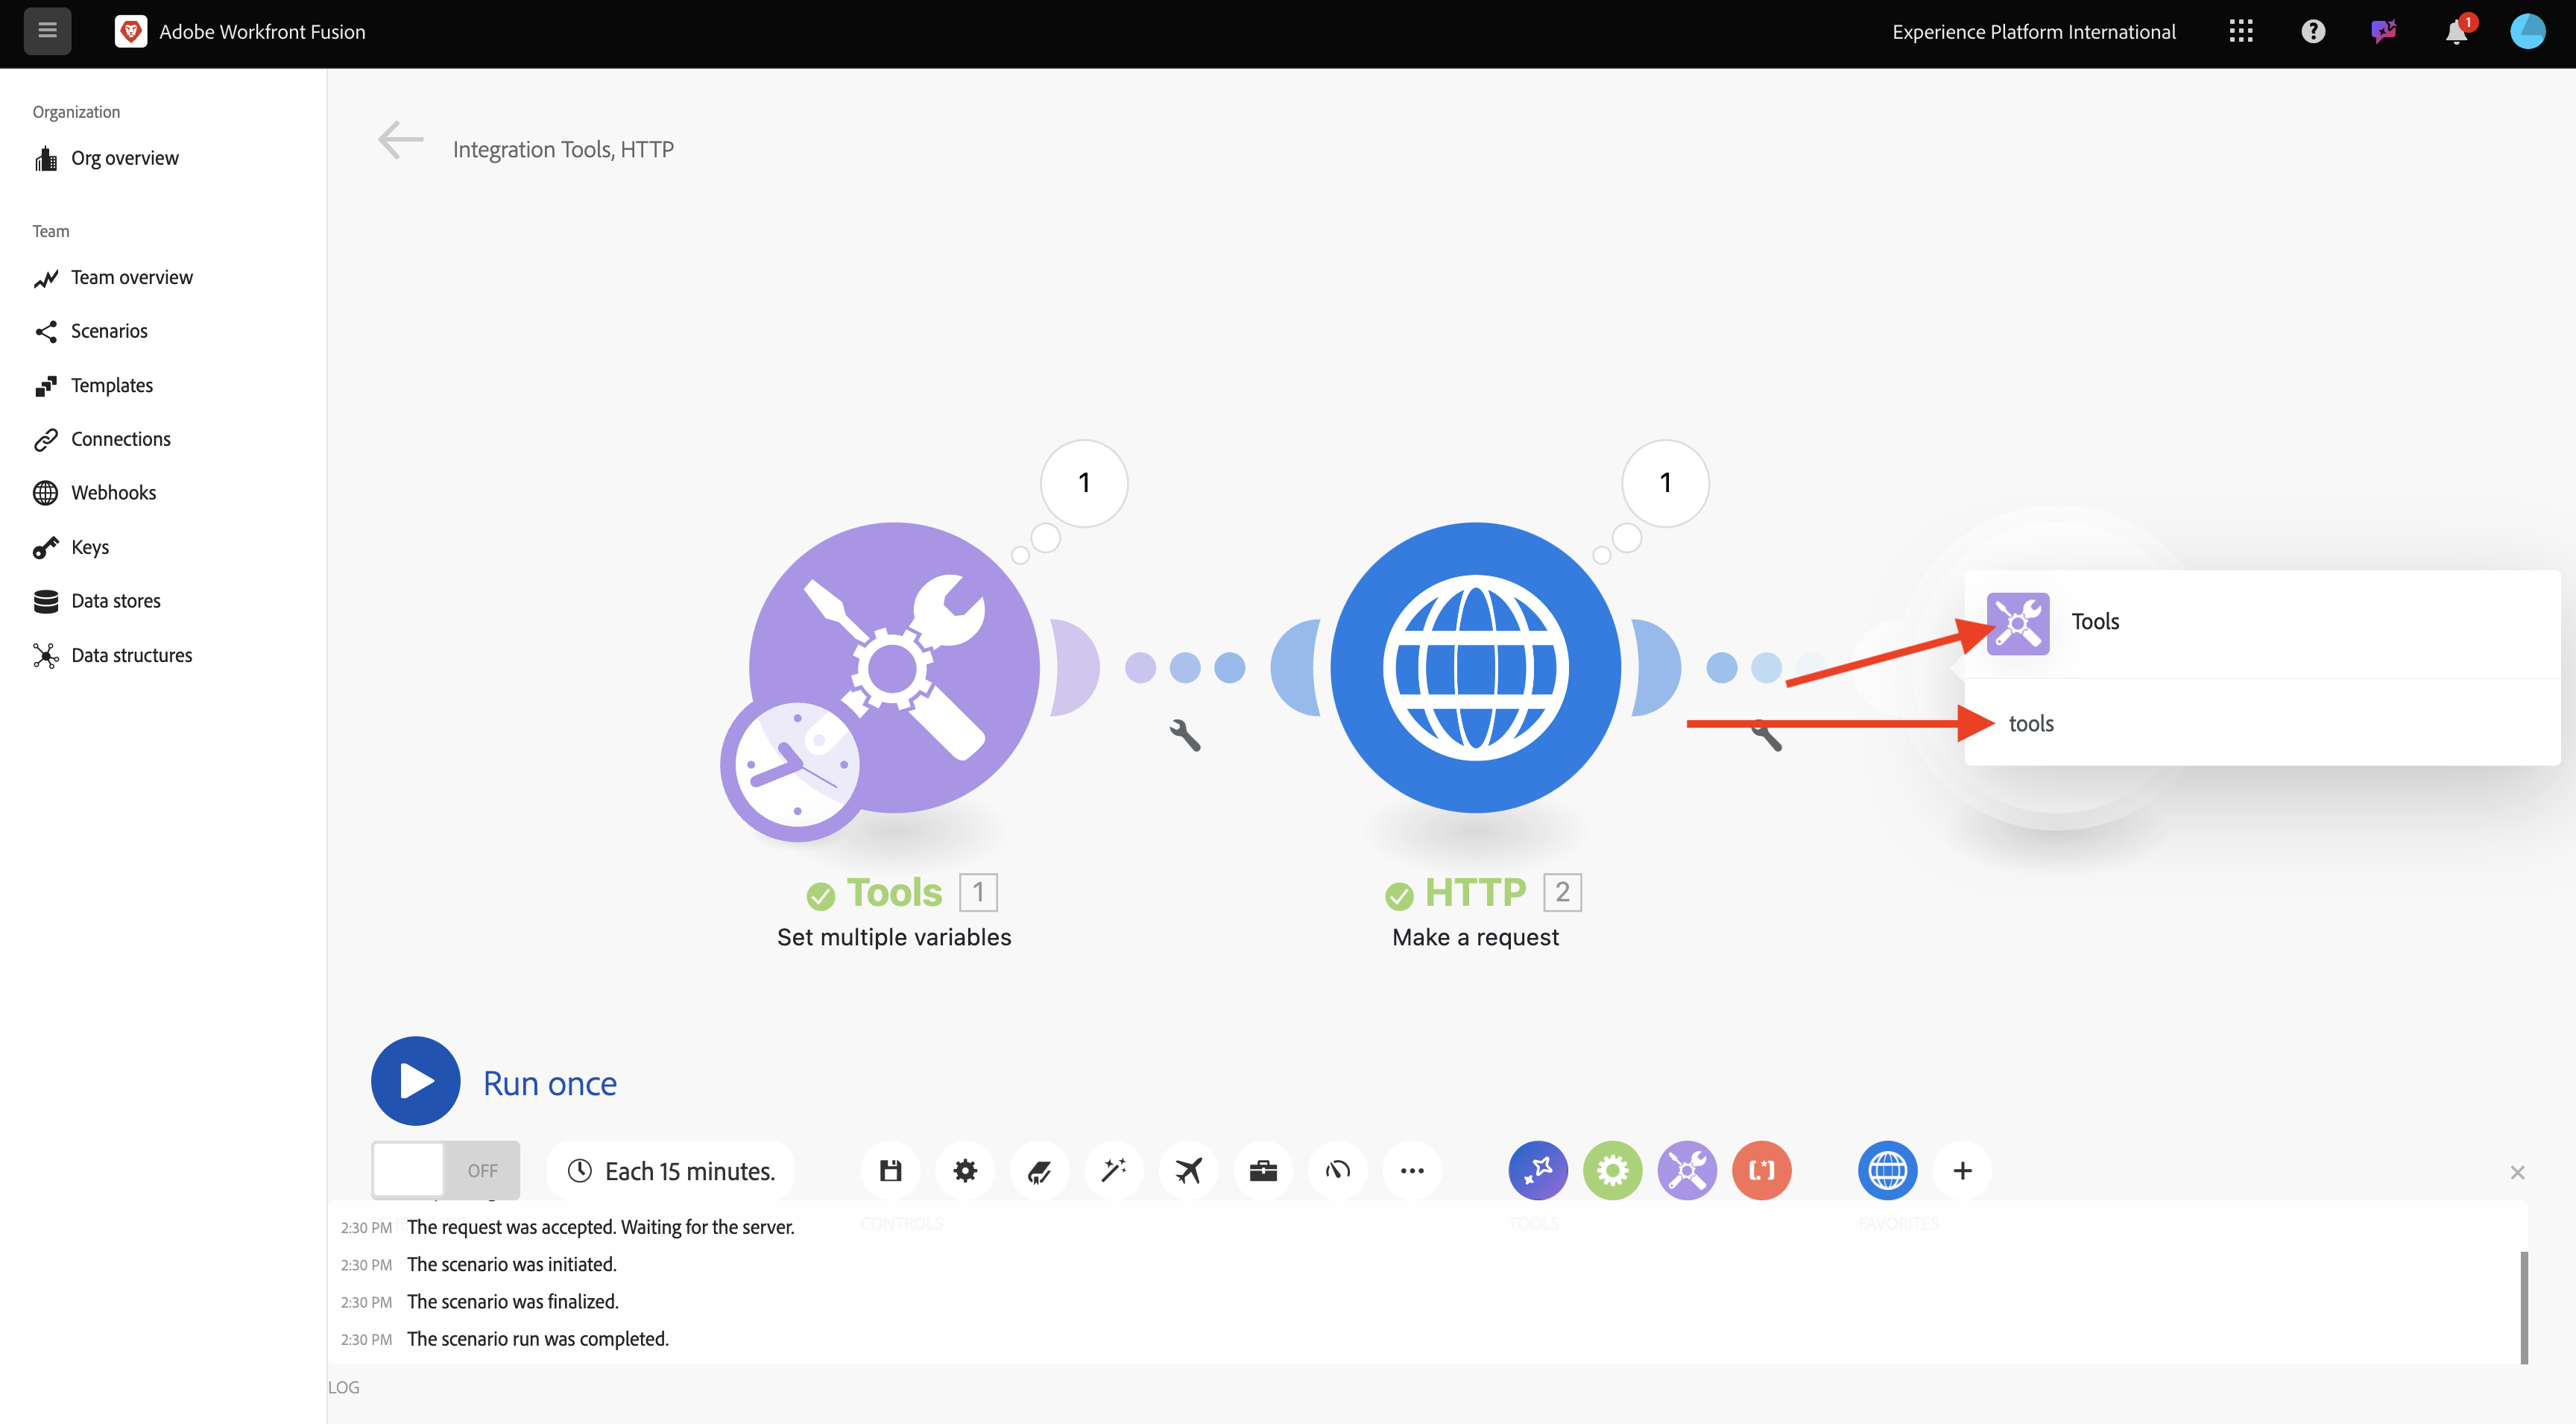 Adobe Workfront Fusion
Experience Platform International
1
Organization
Org overview
Team
Team overview
Scenarios
Templates
Connections
Webhooks
Keys
Data stores
Data structures
Integration Tools, HTTP
1
1
Tools
tools
Tools 1
Set multiple variables
HTTP 2
Make a request
Run once
OFF
Each 15 minutes.
[.*]
CONTROLS
TOOLS
FAVORITES
2:30 PM The request was accepted. Waiting for the server.
2:30 PM The scenario was initiated.
2:30 PM The scenario was finalized.
2:30 PM The scenario run was completed.
LOG